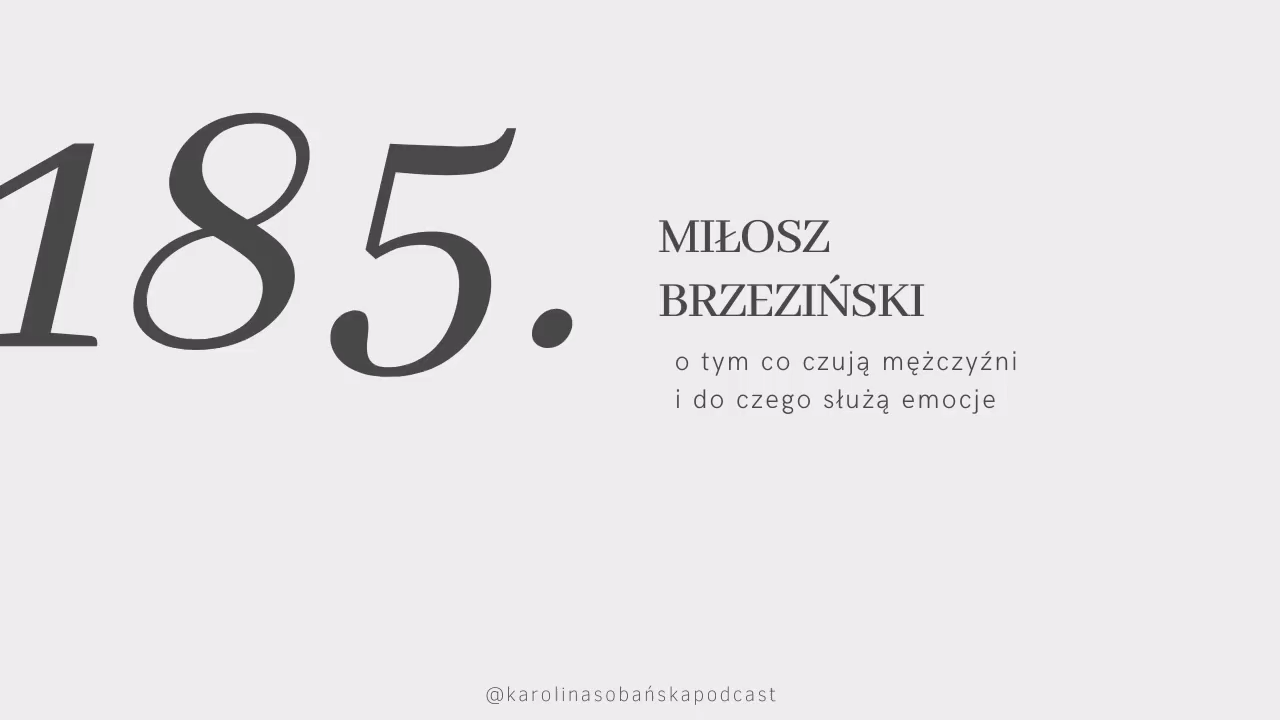 185.
MIŁOSZ
BRZEZIŃSKI
o tym co czują mężczyźni
i do czego służą emocje
@karolinasobańskapodcast